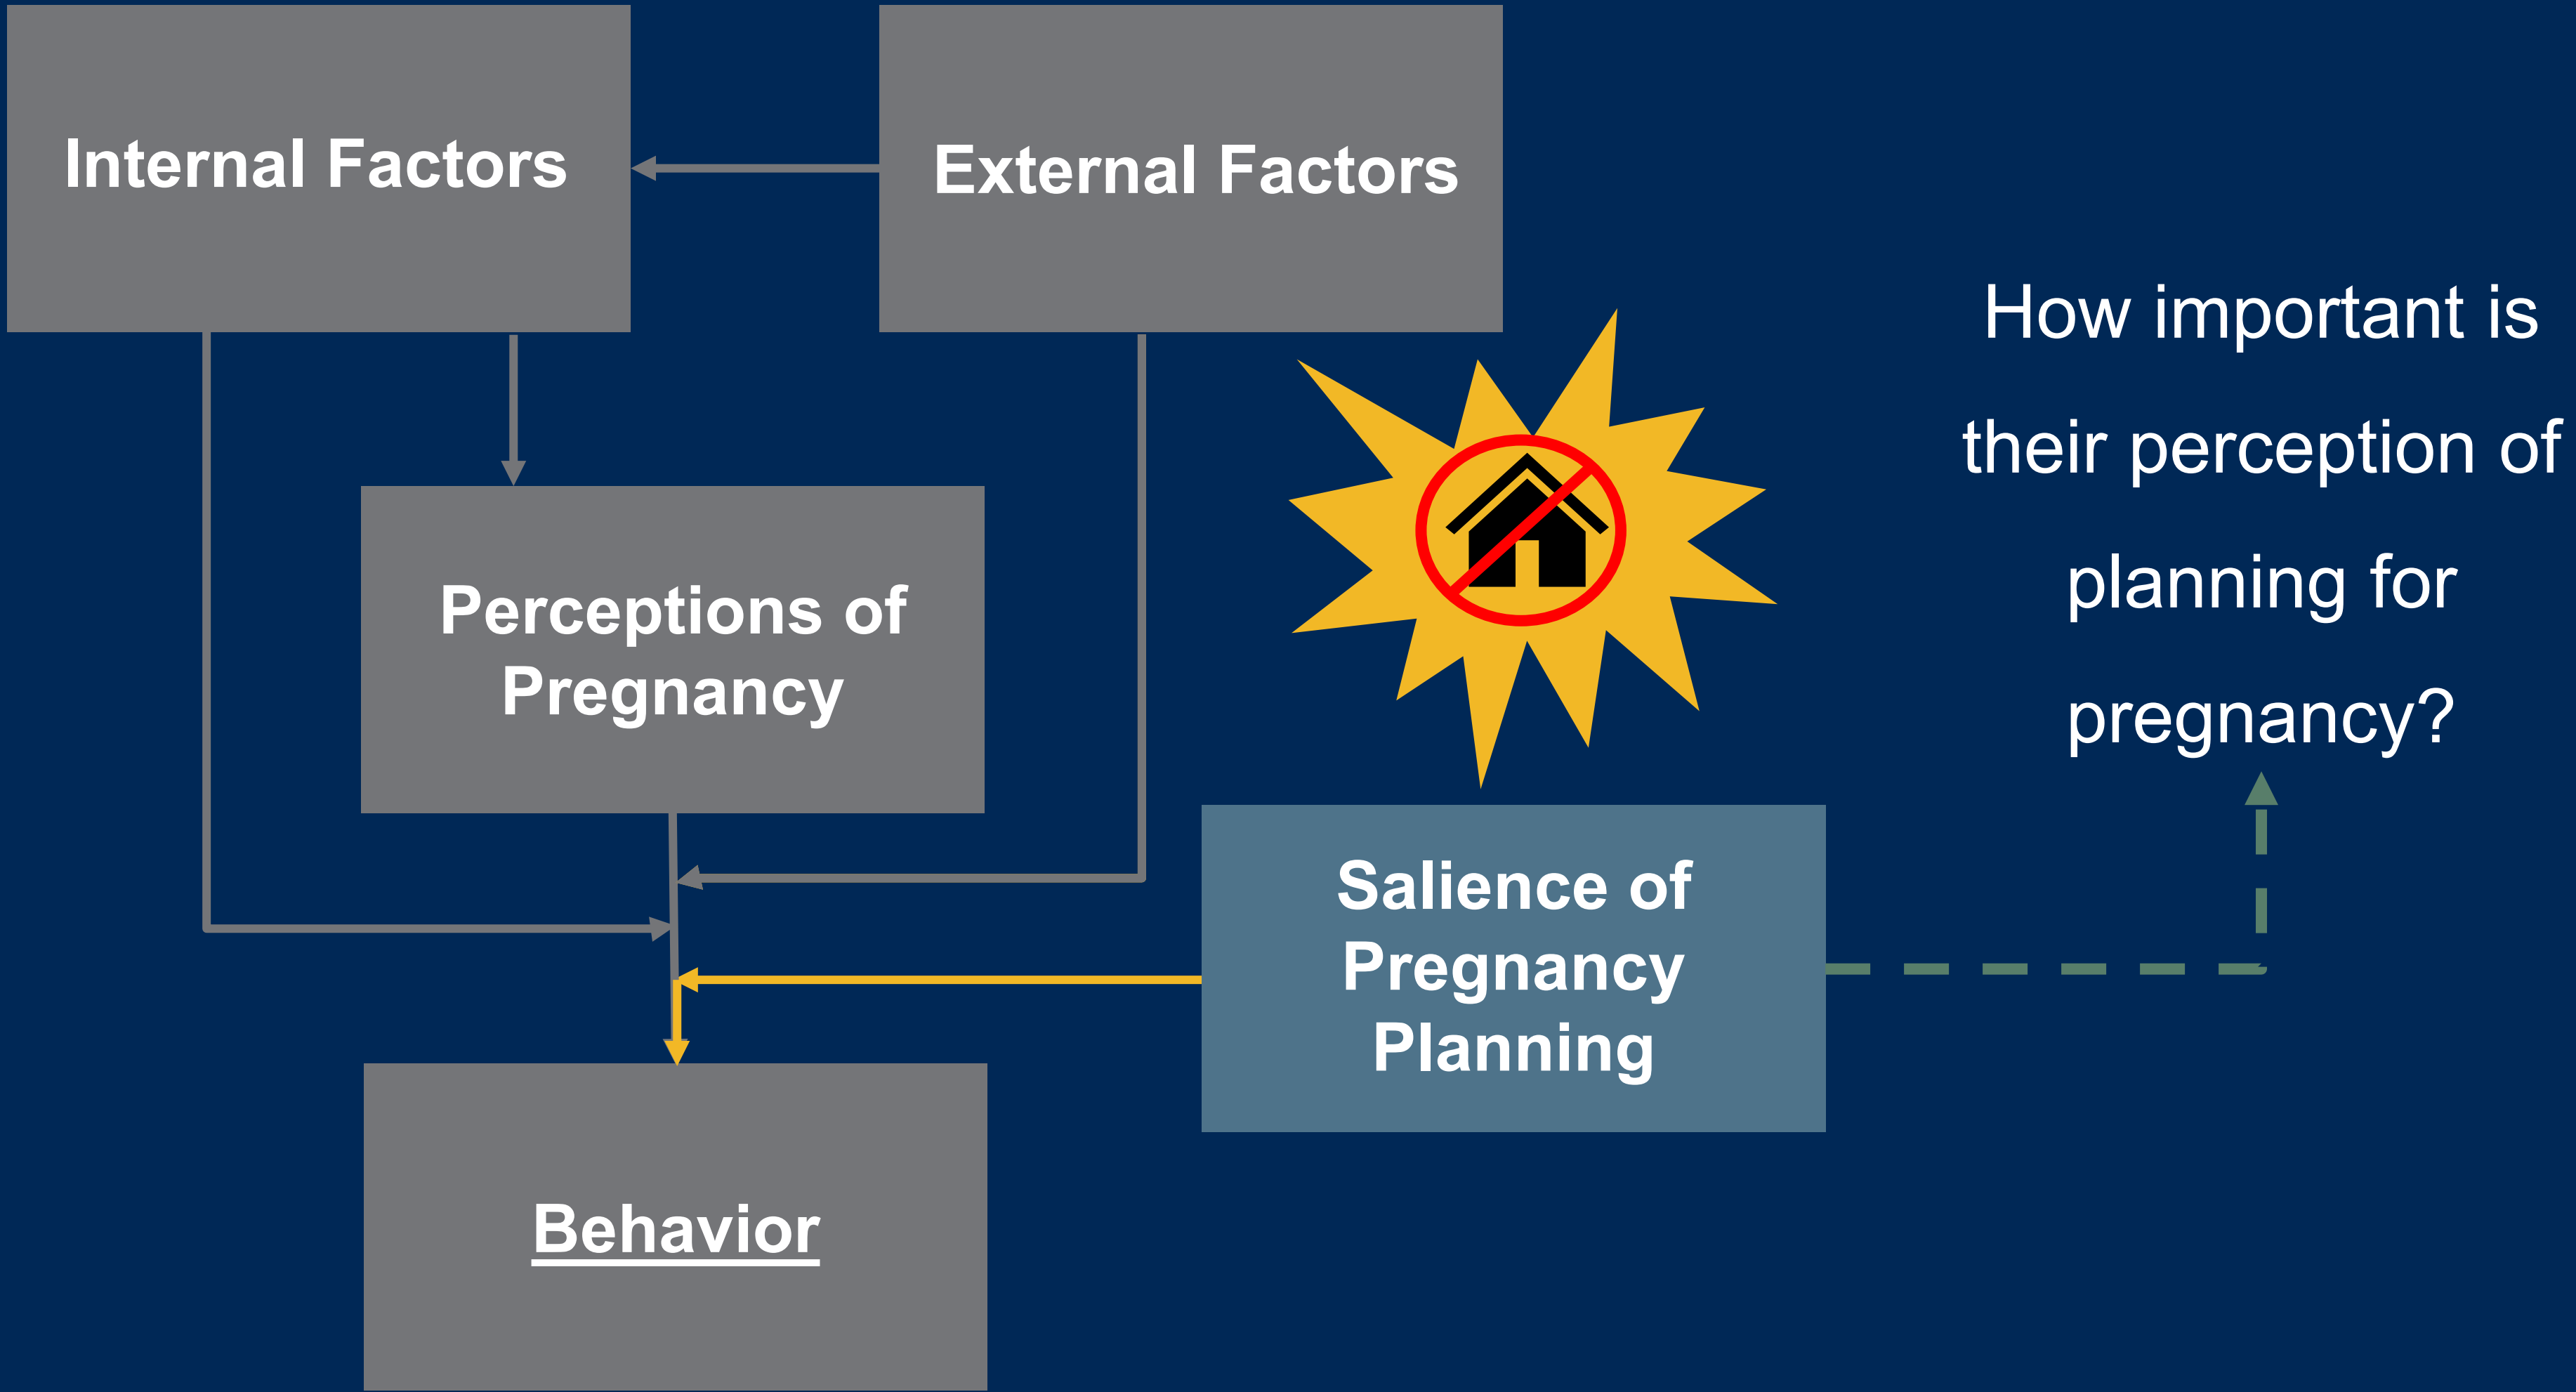 Internal Factors
External Factors
How important is
their perception of
planning for
pregnancy?
Perceptions of
Pregnancy
Salience of
Pregnancy
Planning
Behavior